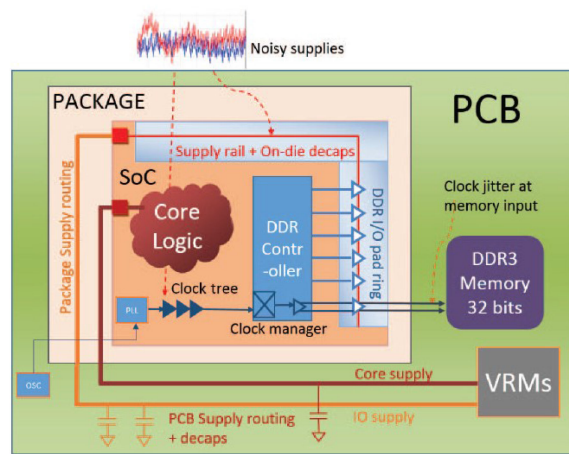 Noisy supplies
PACKAGE
PCB
Supply rail + On-die decaps
SoC
Package Supply routing
Core
Logic
DDR
Contr
-oller
DDR I/O pad ring
Clock jitter at
memory input
DDR3
Memory
32 bits
Clock tree
PLL
Clock manager
OSC
Core supply
VRMs
PCB Supply routing
+ decaps
IO supply